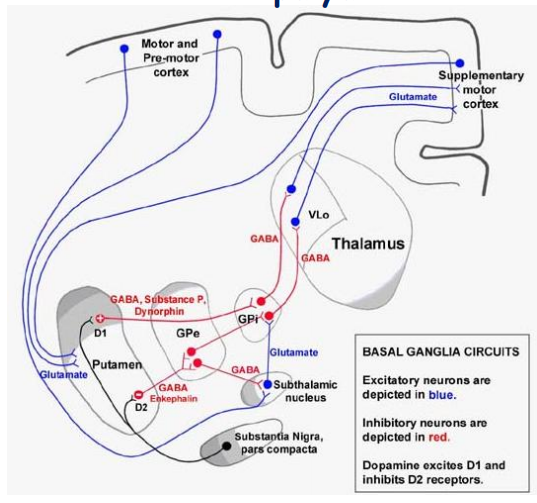 Motor and
Pre-motor
cortex
Supplementary
motor
cortex
Glutamate
VLo
Thalamus
GABA
GABA
GABA, Substance P,
Dynorphin
D1
GPe
GPi
Putamen
Glutamate
Glutamate
GABA
GABA
Enkephalin
D2
Subthalamic
nucleus
Substantia Nigra,
pars compacta
BASAL GANGLIA CIRCUITS
Excitatory neurons are
depicted in blue.
Inhibitory neurons are
depicted in red.
Dopamine excites D1 and
inhibits D2 receptors.